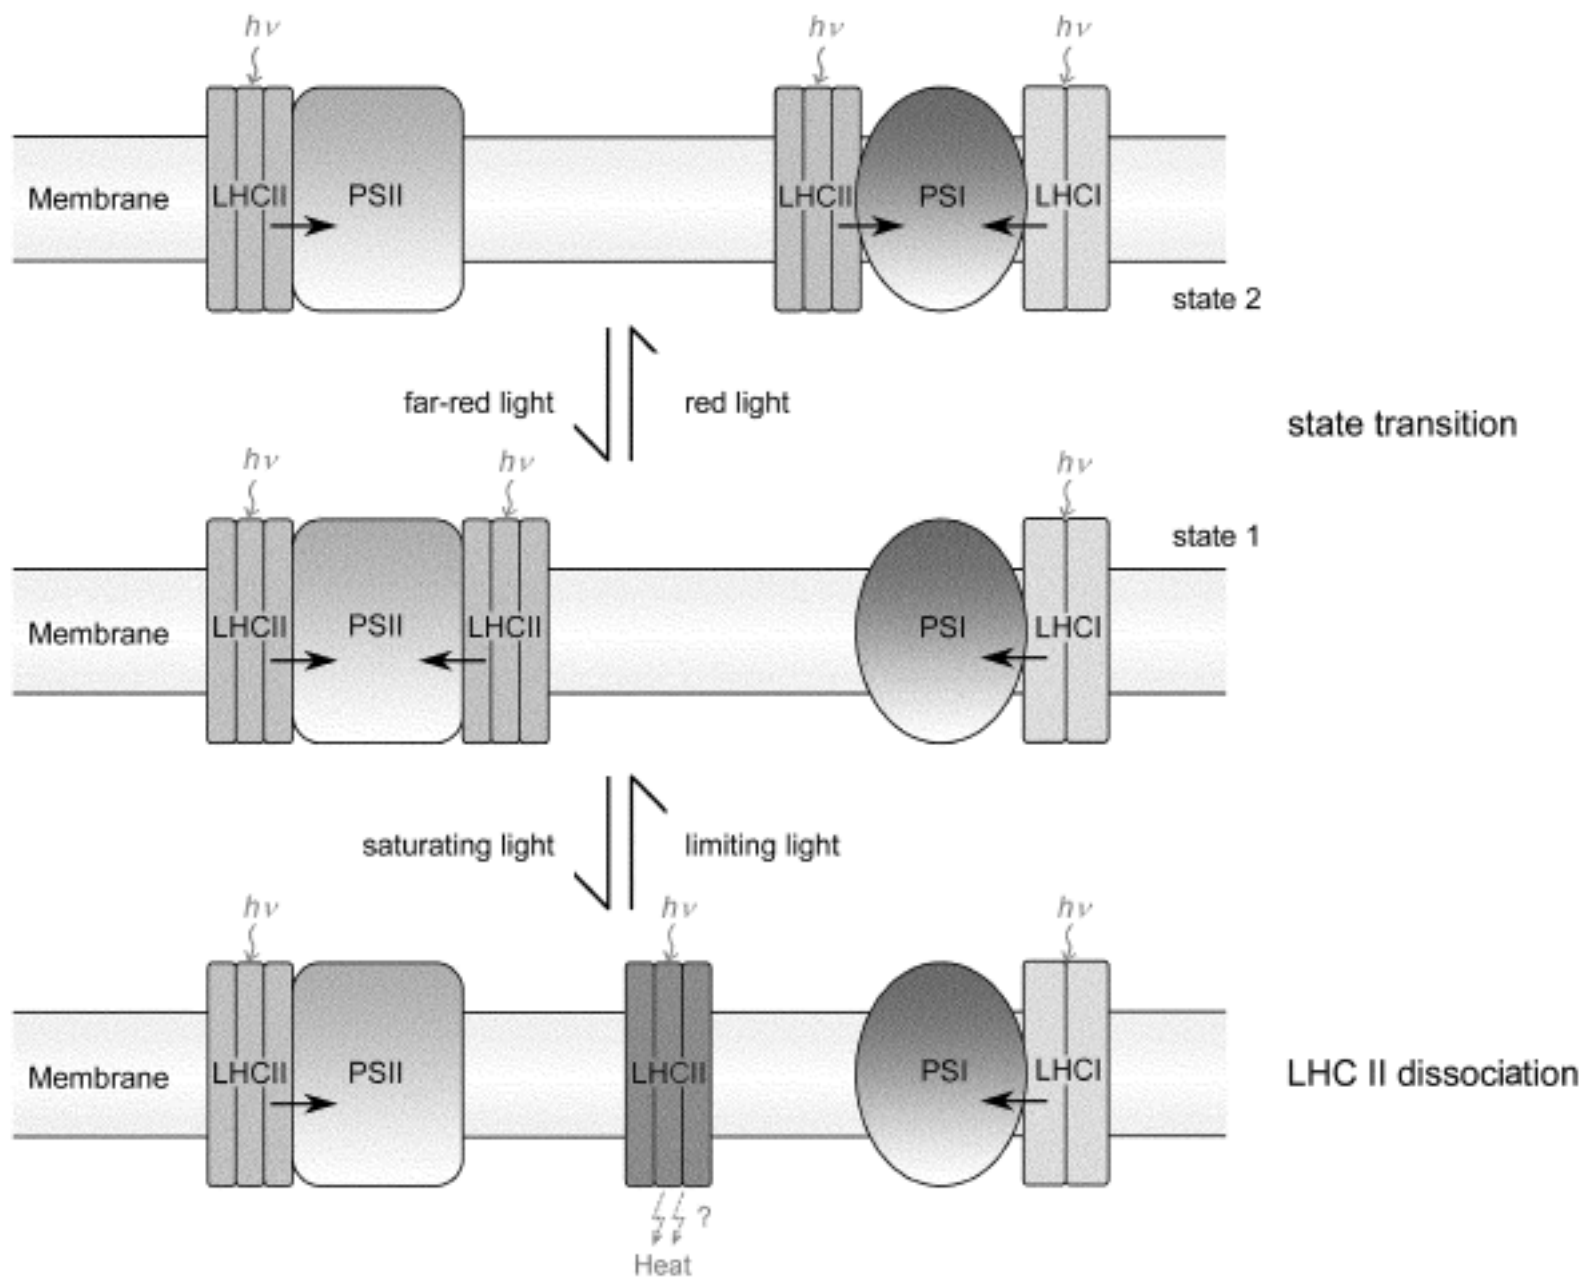 hν hν hν
Membrane LHCII PSII LHCII PSI LHCI
state 2
far-red light red light
state transition
hν hν hν
state 1
Membrane LHCII PSII LHCII PSI LHCI
saturating light limiting light
hν hν hν
Membrane LHCII PSII LHCII PSI LHCI
LHC II dissociation
?
Heat